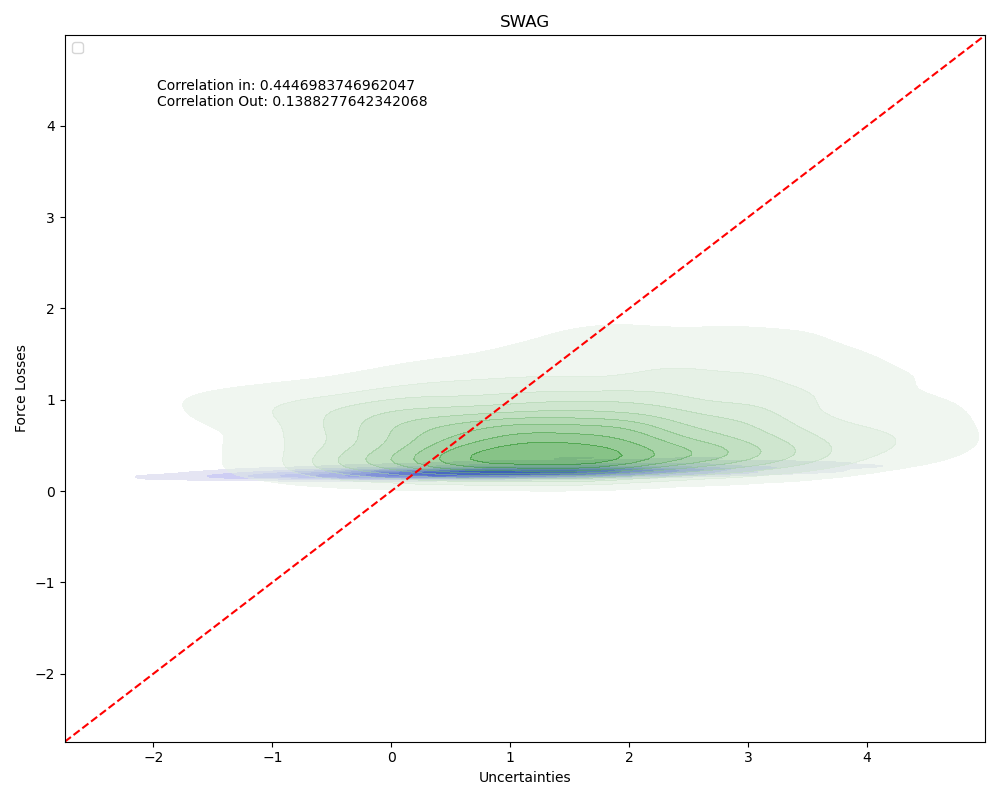 SWAG
Correlation in: 0.4446983746962047
Correlation Out: 0.1388277642342068
4
3
2
1
0
−1
−2
Force Losses
−2
−1
0
1
2
3
4
Uncertainties